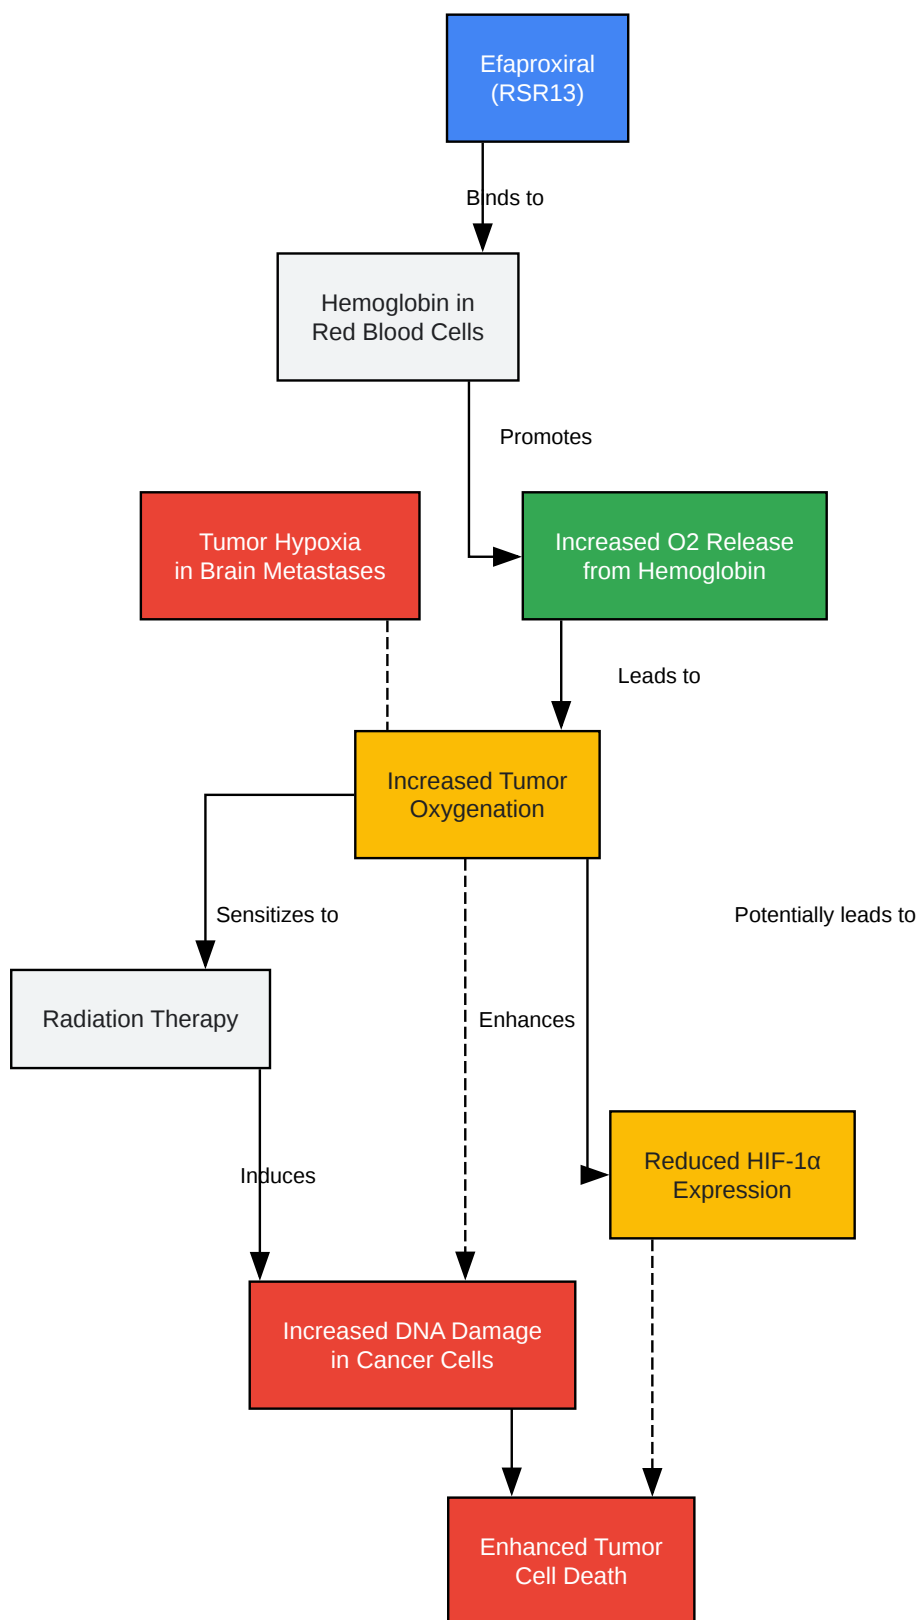 Efaproxiral
(RSR13)
Binds to
Hemoglobin in
Red Blood Cells
Promotes
Tumor Hypoxia
in Brain Metastases
Increased O2 Release
from Hemoglobin
Leads to
Increased Tumor
Oxygenation
Sensitizes to
Potentially leads to
Radiation Therapy
Enhances
Induces
Reduced HIF-1α
Expression
Increased DNA Damage
in Cancer Cells
Enhanced Tumor
Cell Death